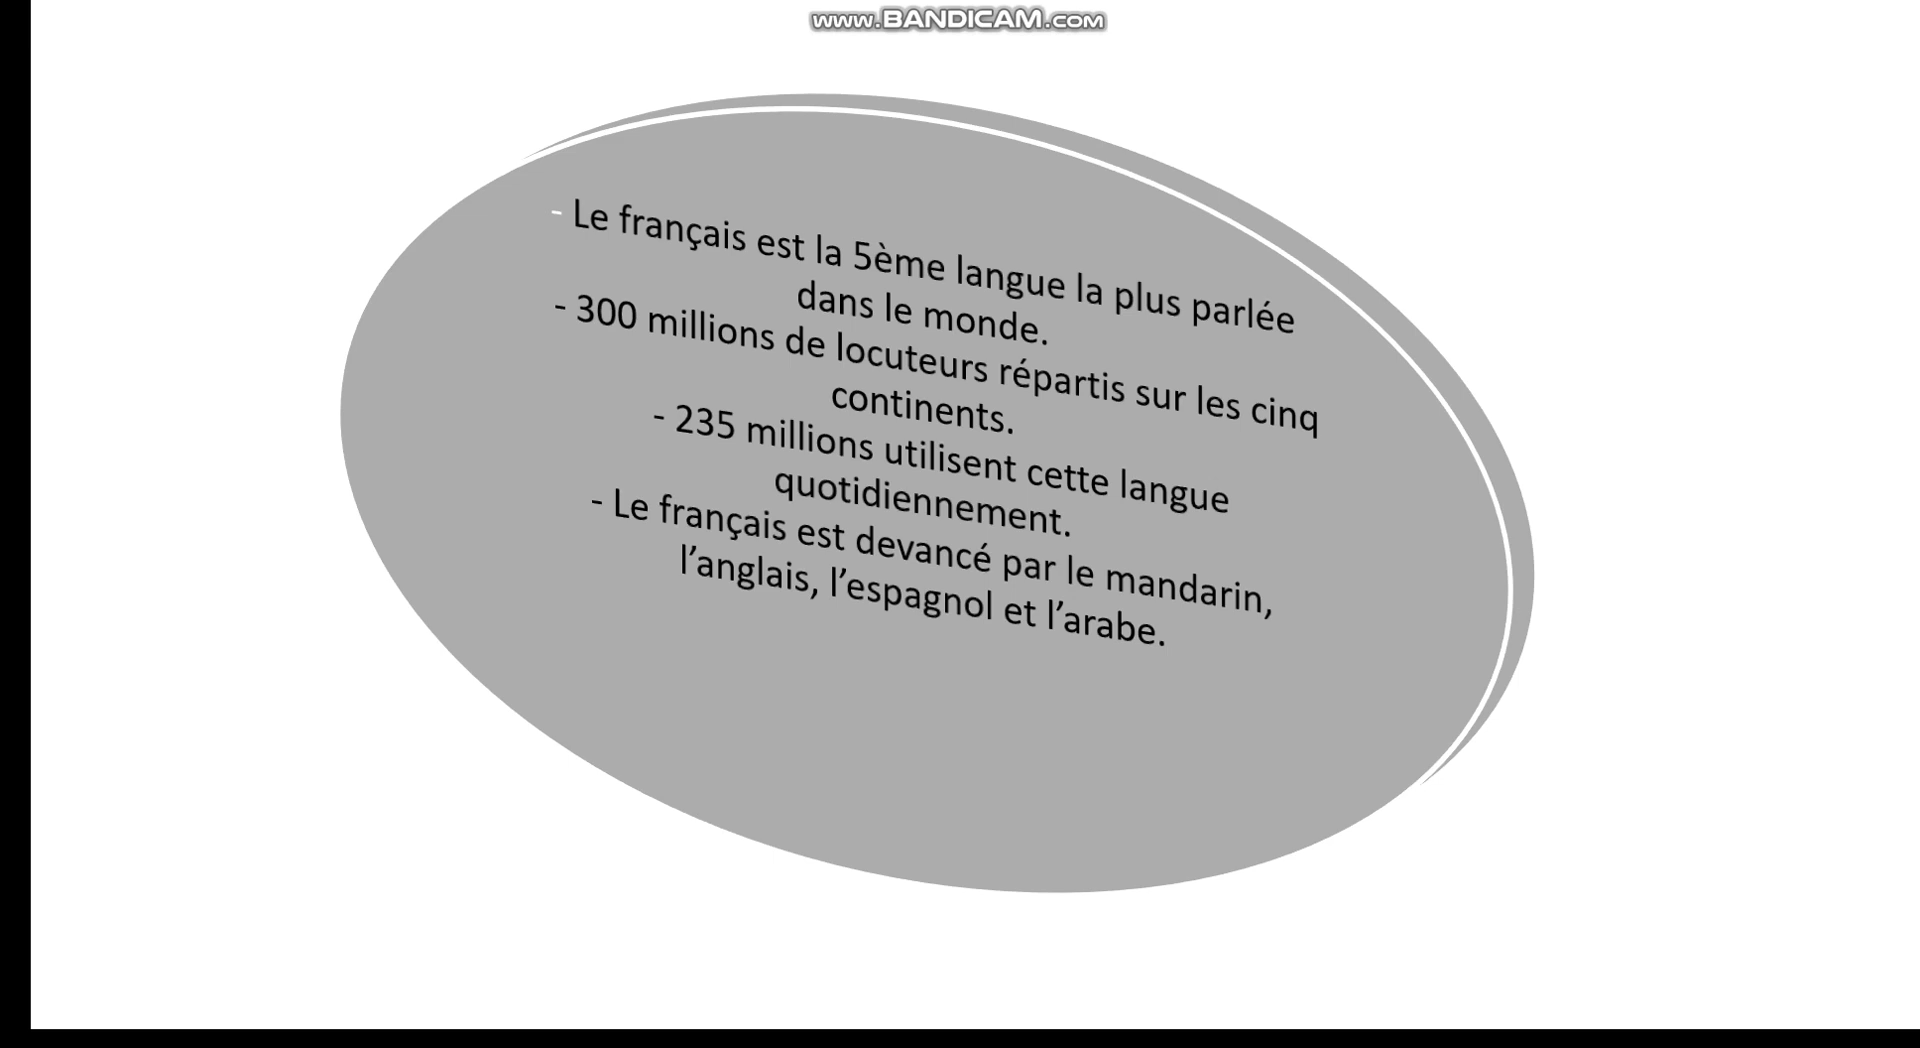 www.BANDICAM.com
- Le français est la 5ème langue la plus parlée
dans le monde.
- 300 millions de locuteurs répartis sur les cinq
continents.
- 235 millions utilisent cette langue
quotidiennement.
- Le français est devancé par le mandarin,
l’anglais, l’espagnol et l’arabe.